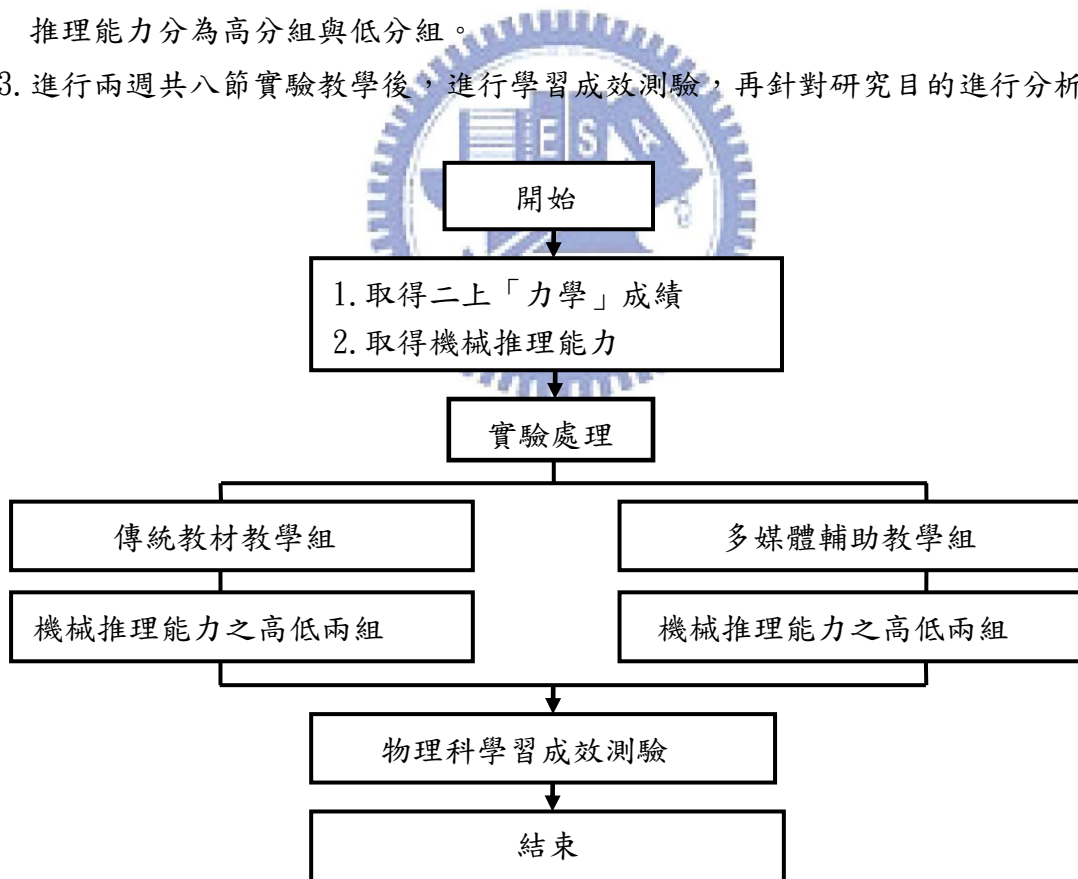 推理能力分為高分組與低分組。
3.進行兩週共八節實驗教學後，進行學習成效測驗，再針對研究目的進行分析
E S A
開始
1.取得二上「力學」成績
2.取得機械推理能力
實驗處理
傳統教材教學組
多媒體輔助教學組
機械推理能力之高低兩組
機械推理能力之高低兩組
物理科學習成效測驗
結束